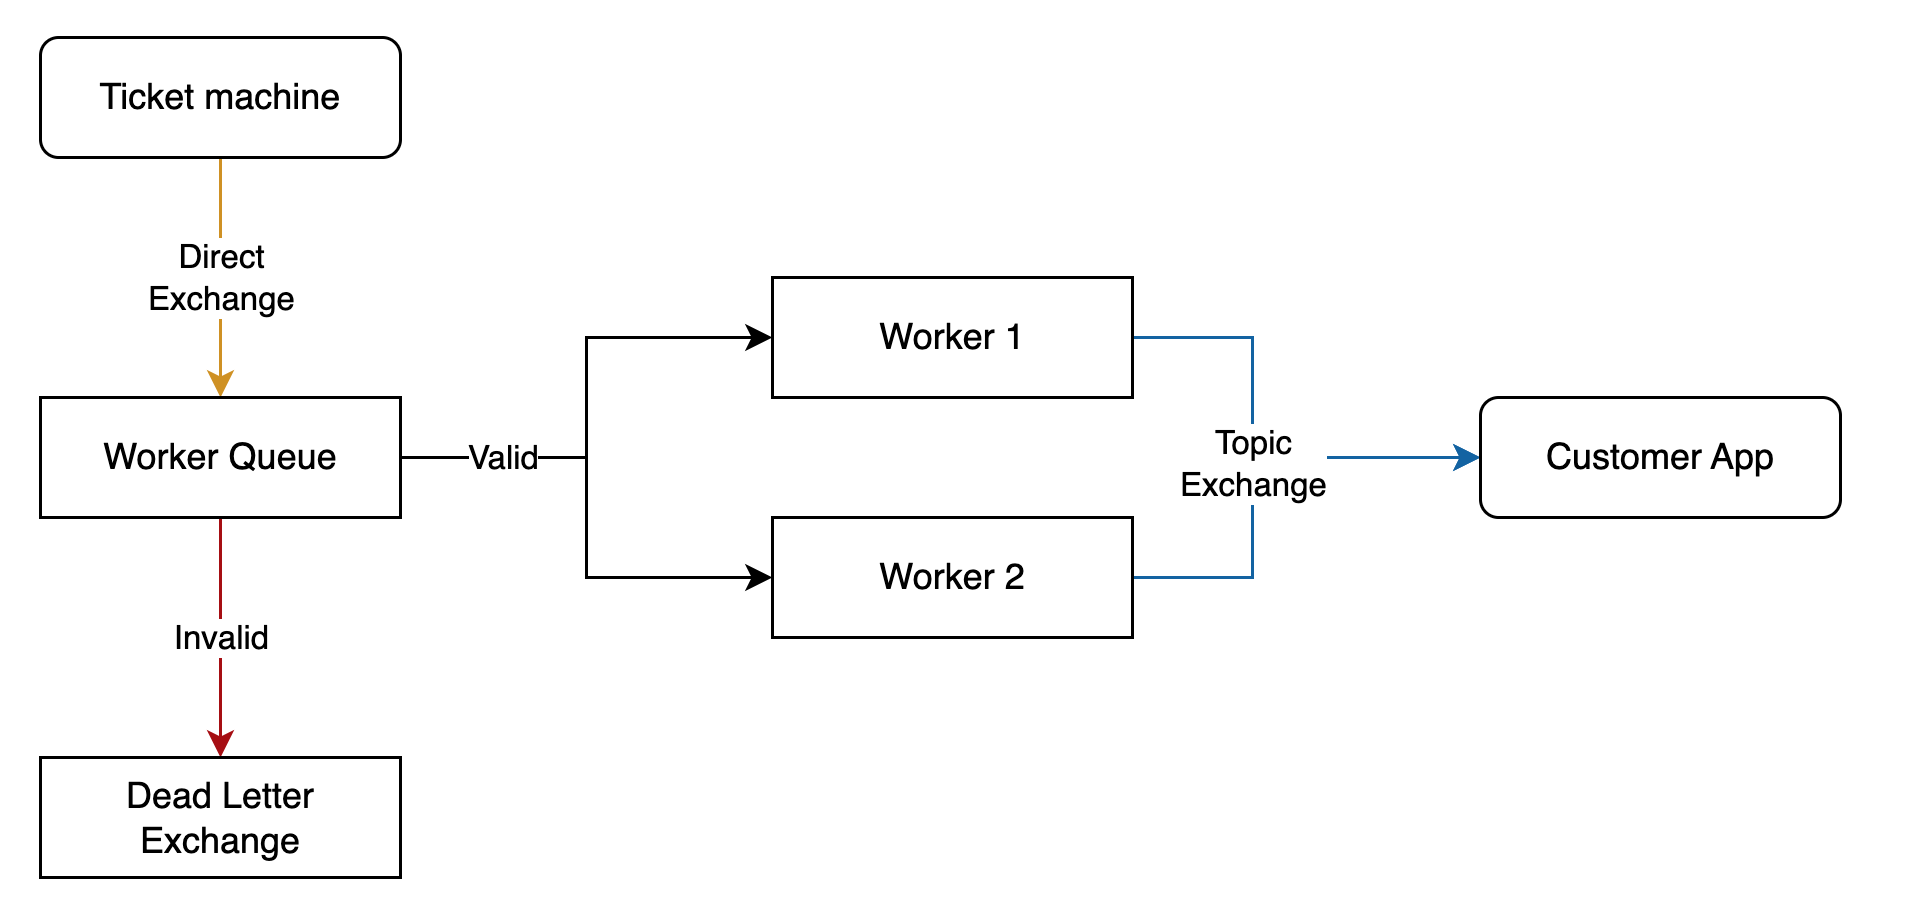 Ticket machine
Direct
Exchange
Worker Queue
Valid
Invalid
Dead Letter
Exchange
Worker 1
Worker 2
Topic
Exchange
Customer App